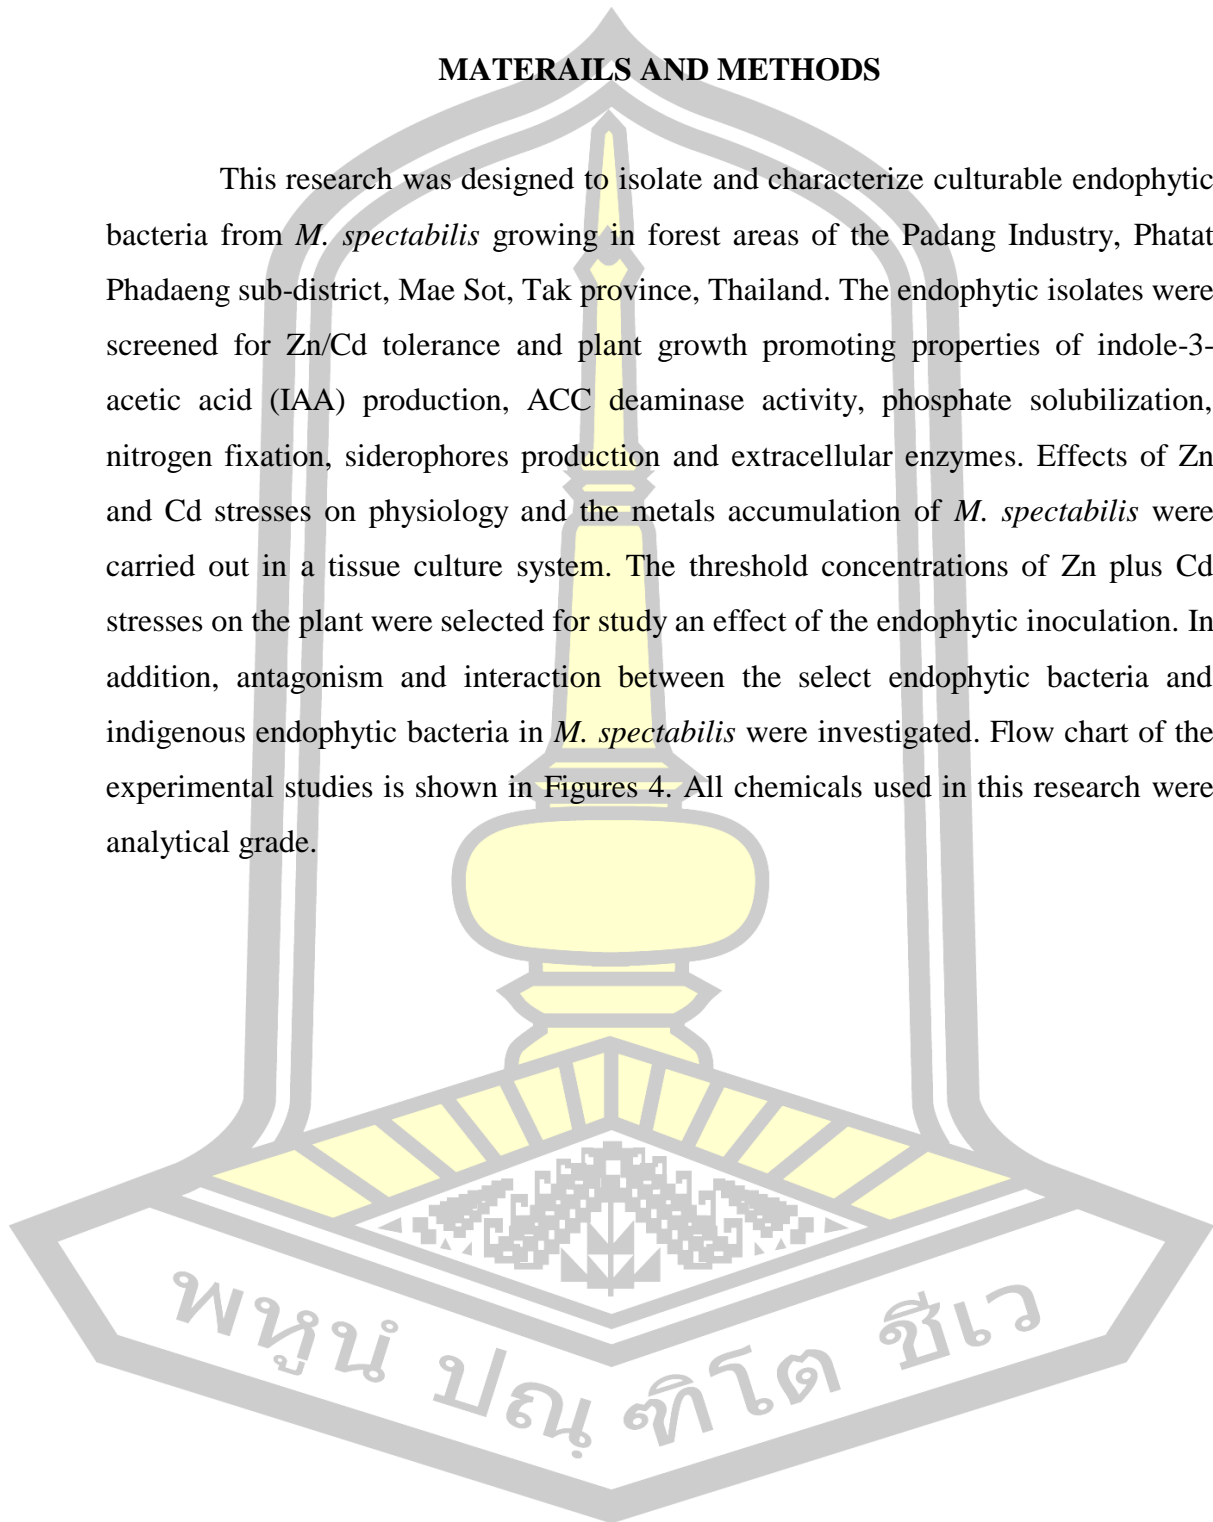 MATERAILS AND METHODS
This research was designed to isolate and characterize culturable endophytic
bacteria from M. spectabilis growing in forest areas of the Padang Industry, Phatat
Phadaeng sub-district, Mae Sot, Tak province, Thailand. The endophytic isolates were
screened for Zn/Cd tolerance and plant growth promoting properties of indole-3-
acetic acid (IAA) production, ACC deaminase activity, phosphate solubilization,
nitrogen fixation, siderophores production and extracellular enzymes. Effects of Zn
and Cd stresses on physiology and the metals accumulation of M. spectabilis were
carried out in a tissue culture system. The threshold concentrations of Zn plus Cd
stresses on the plant were selected for study an effect of the endophytic inoculation. In
addition, antagonism and interaction between the select endophytic bacteria and
indigenous endophytic bacteria in M. spectabilis were investigated. Flow chart of the
experimental studies is shown in Figures 4. All chemicals used in this research were
analytical grade.
พหูนํ ปณฺ ฑิโต ชีเว